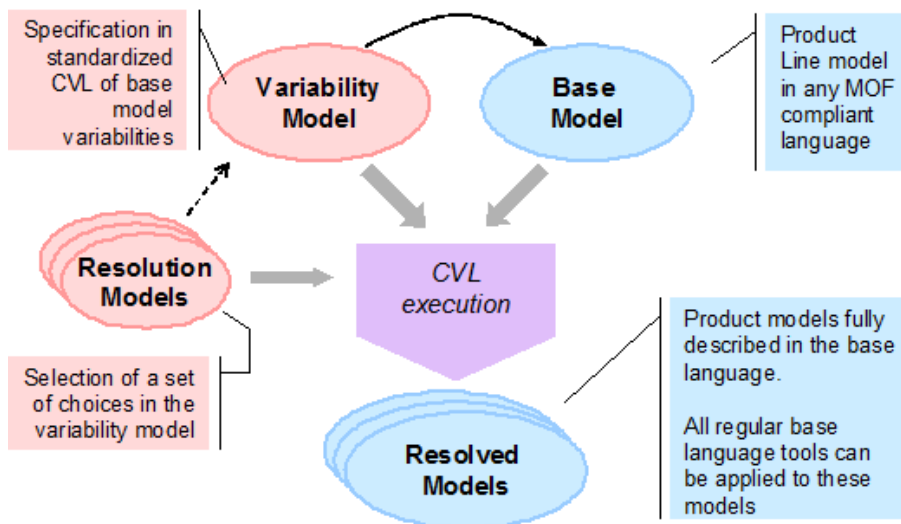 Specification in
standardized
CVL of base
model
variabilities
Variability
Model
Base
Model
Product
Line model
in any MOF
compliant
language
Resolution
Models
CVL
execution
Selection of a set
of choices in the
variability model
Resolved
Models
Product models fully
described in the base
language.
All regular base
language tools can
be applied to these
models